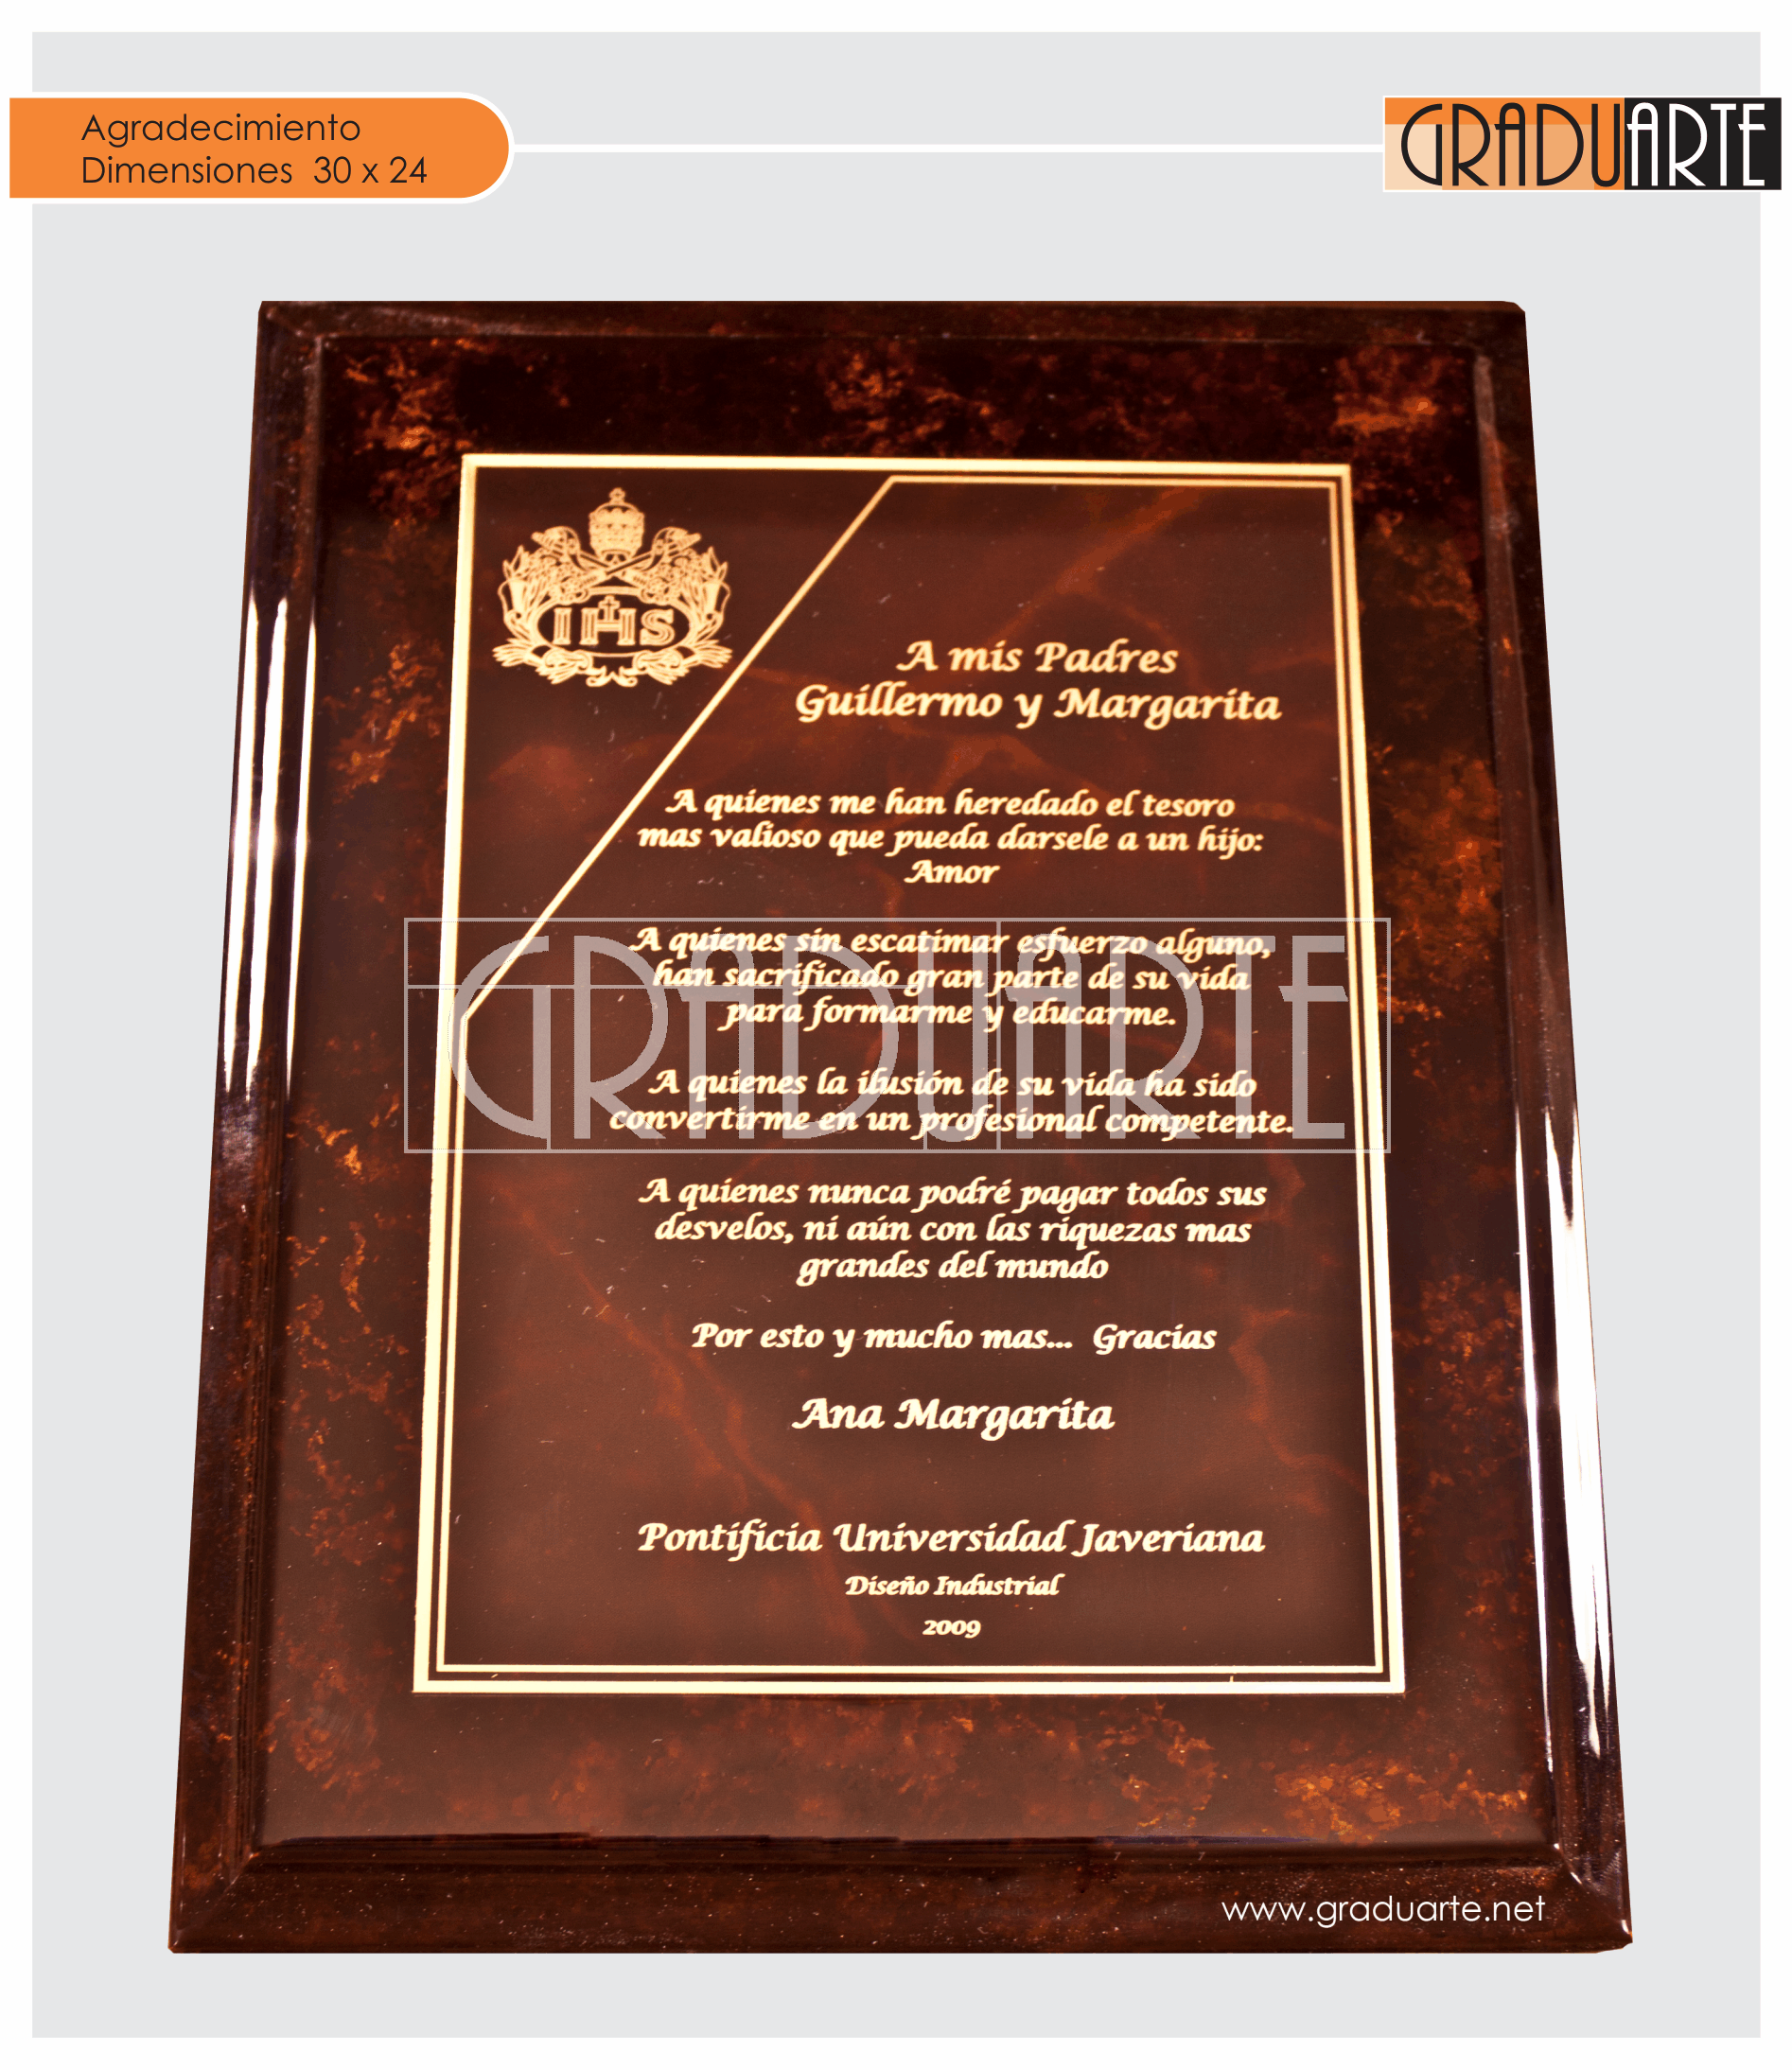 Agradecimiento
Dimensiones 30 x 24
GRADUARTE
IHS
A mis Padres
Guillermo y Margarita
A quienes me han heredado el tesoro
mas valioso que pueda darsele a un hijo:
Amor
A quienes sin escatimar esfuerzo alguno,
han sacrificado gran parte de su vida
para formarme y educarme.
GRADUARTE
A quienes la ilusión de su vida ha sido
convertirme en un profesional competente.
A quienes nunca podré pagar todos sus
desvelos, ni aún con las riquezas mas
grandes del mundo
Por esto y mucho mas... Gracias
Ana Margarita
Pontificia Universidad Javeriana
Diseño Industrial
2009
www.graduarte.net